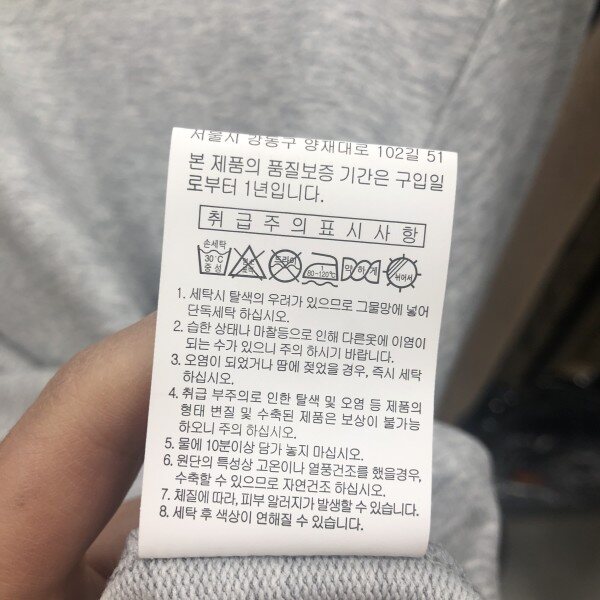 서울시 강동구 양재대로 102길 51
본 제품의 품질보증 기간은 구입일
로부터 1년입니다.
취급주의표시사항
손세탁
30℃
중성
드라이
80~120℃
약하게
뉘어서
1. 세탁시 탈색의 우려가 있으므로 그물망에 넣어
단독세탁 하십시오.
2. 습한 상태나 마찰등으로 인해 다른옷에 이염이
되는 수가 있으니 주의 하시기 바랍니다.
3. 오염이 되었거나 땀에 젖었을 경우, 즉시 세탁
하십시오.
4. 취급 부주의로 인한 탈색 및 오염 등 제품의
형태 변질 및 수축된 제품은 보상이 불가능
하오니 주의 하십시오.
5. 물에 10분이상 담가 놓지 마십시오.
6. 원단의 특성상 고온이나 열풍건조를 했을경우,
수축할 수 있으므로 자연건조 하십시오.
7. 체질에 따라, 피부 알러지가 발생할 수 있습니다.
8. 세탁 후 색상이 연해질 수 있습니다.